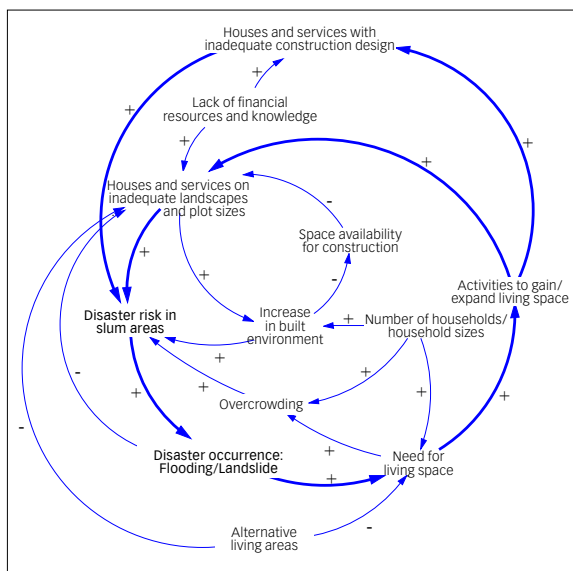 Houses and services with
inadequate construction design
+
+
Lack of financial
resources and knowledge
+
+
+
Houses and services on
inadequate landscapes
and plot sizes
-
Space availability
for construction
+
+
-
Activities to gain/
expand living space
Disaster risk in
slum areas
Increase
in built
environment
+
Number of households/
household sizes
+
-
+
+
+
+
+
Overcrowding
-
Disaster occurrence:
Flooding/Landslide
+
+
Need for
living space
-
Alternative
living areas